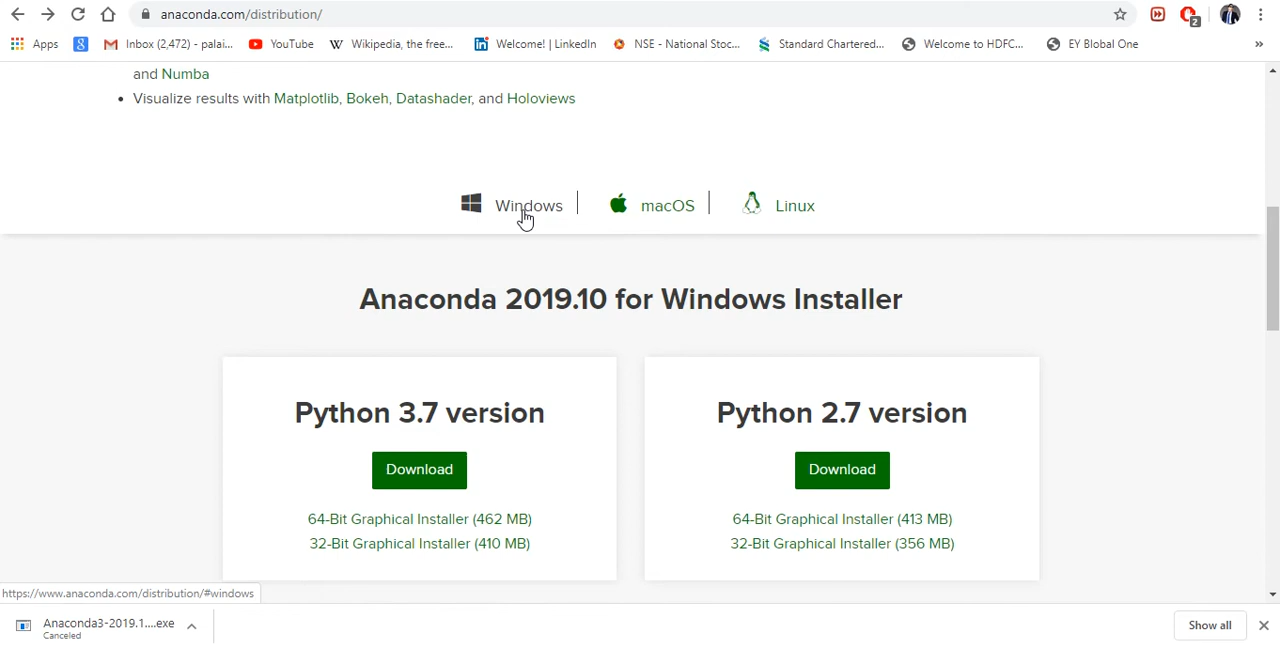 anaconda.com/distribution/
2
Apps
Inbox (2,472) - palai...
YouTube
Wikipedia, the free...
Welcome! | LinkedIn
NSE - National Stoc...
Standard Chartered...
Welcome to HDFC...
EY Blobal One
»
and Numba
• Visualize results with Matplotlib, Bokeh, Datashader, and Holoviews
Windows | macOS | Linux
Anaconda 2019.10 for Windows Installer
Python 3.7 version
Download
64-Bit Graphical Installer (462 MB)
32-Bit Graphical Installer (410 MB)
Python 2.7 version
Download
64-Bit Graphical Installer (413 MB)
32-Bit Graphical Installer (356 MB)
https://www.anaconda.com/distribution/#windows
Anaconda3-2019.1....exe
Canceled
Show all